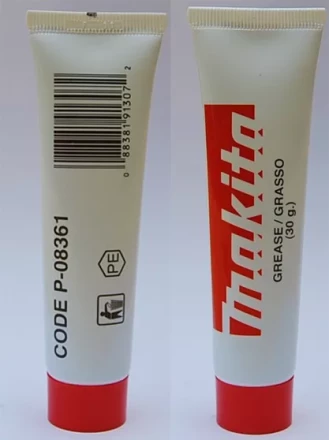 0 88381 91307 2
CODE P-08361
PE
makita
GREASE/GRASSO
(30 g.)